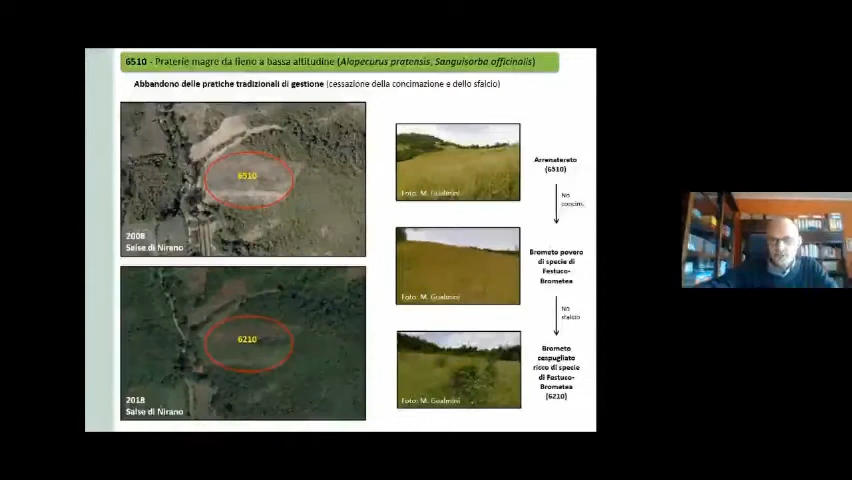 6510 - Praterie magre da fieno a bassa altitudine (Alopecurus pratensis, Sanguisorba officinalis)
Abbandono delle pratiche tradizionali di gestione (cessazione della concimazione e dello sfalcio)
6510
2008
Salse di Nirano
6210
2018
Salse di Nirano
Foto: M. Gualmini
Foto: M. Gualmini
Foto: M. Gualmini
Arrenatereto
(6510)
No
concim.
Brometo povero
di specie di
Festuco-
Brometea
No
sfalcio
Brometo
cespugliato
ricco di specie
di Festuco-
Brometea
(6210)